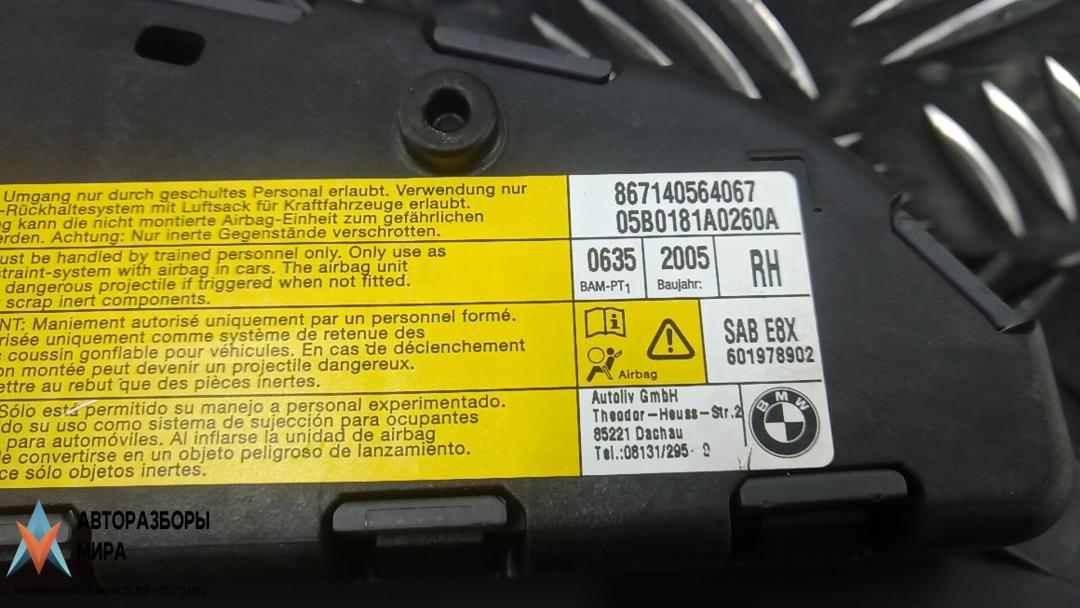 Umgang nur durch geschultes Personal erlaubt. Verwendung nur
-Rückhaltesystem mit Luftsack für Kraftfahrzeuge erlaubt.
kann die nicht montierte Airbag-Einheit zum gefährlichen
erden. Achtung: Nur inerte Gegenstände verschrotten.
ust be handled by trained personnel only. Only use as
straint-system with airbag in cars. The airbag unit
dangerous projectile if triggered when not fitted.
scrap inert components.
NT: Maniement autorisé uniquement par un personnel formé.
risée uniquement comme système de retenue des
coussin gonflable pour véhicules. En cas de déclenchement
on montée peut devenir un projectile dangereux.
ettre au rebut que des pièces inertes.
Sólo está permitido su manejo a personal experimentado.
ido su uso como sistema de sujección para ocupantes
para automóviles. Al inflarse la unidad de airbag
de convertirse en un objeto peligroso de lanzamiento.
ce sólo objetos inertes.
867140564067
05B0181A0260A
0635 2005 RH
BAM-PT1 Baujahr:
SAB E8X
601978902
Airbag
Autoliv GmbH
Theodor-Heuss-Str.2
85221 Dachau
Tel.:08131/295-
BMW
АВТОРАЗБОРЫ
МИРА